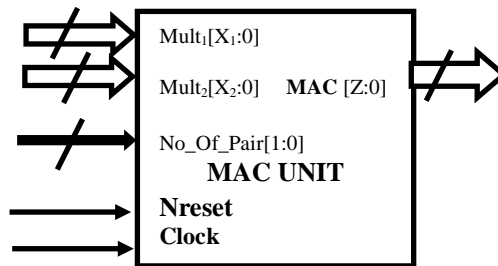 Mult₁[X₁:0]
Mult₂[X₂:0] MAC [Z:0]
No_Of_Pair[1:0]
MAC UNIT
Nreset
Clock